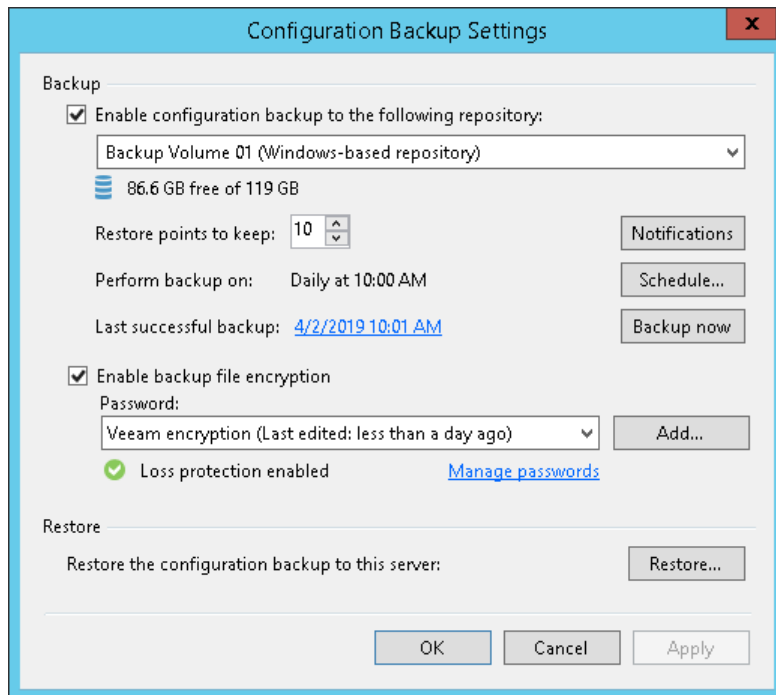 Configuration Backup Settings
x
Backup
Enable configuration backup to the following repository:
Backup Volume 01 (Windows-based repository)
86.6 GB free of 119 GB
Restore points to keep: 10 Notifications
Perform backup on: Daily at 10:00 AM Schedule...
Last successful backup: 4/2/2019 10:01 AM Backup now
Enable backup file encryption
Password:
Veeam encryption (Last edited: less than a day ago) Add...
Loss protection enabled Manage passwords
Restore
Restore the configuration backup to this server: Restore...
OK Cancel Apply